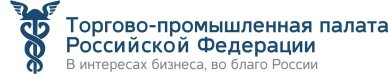 Торгово-промышленная палата
Российской Федерации
В интересах бизнеса, во благо России